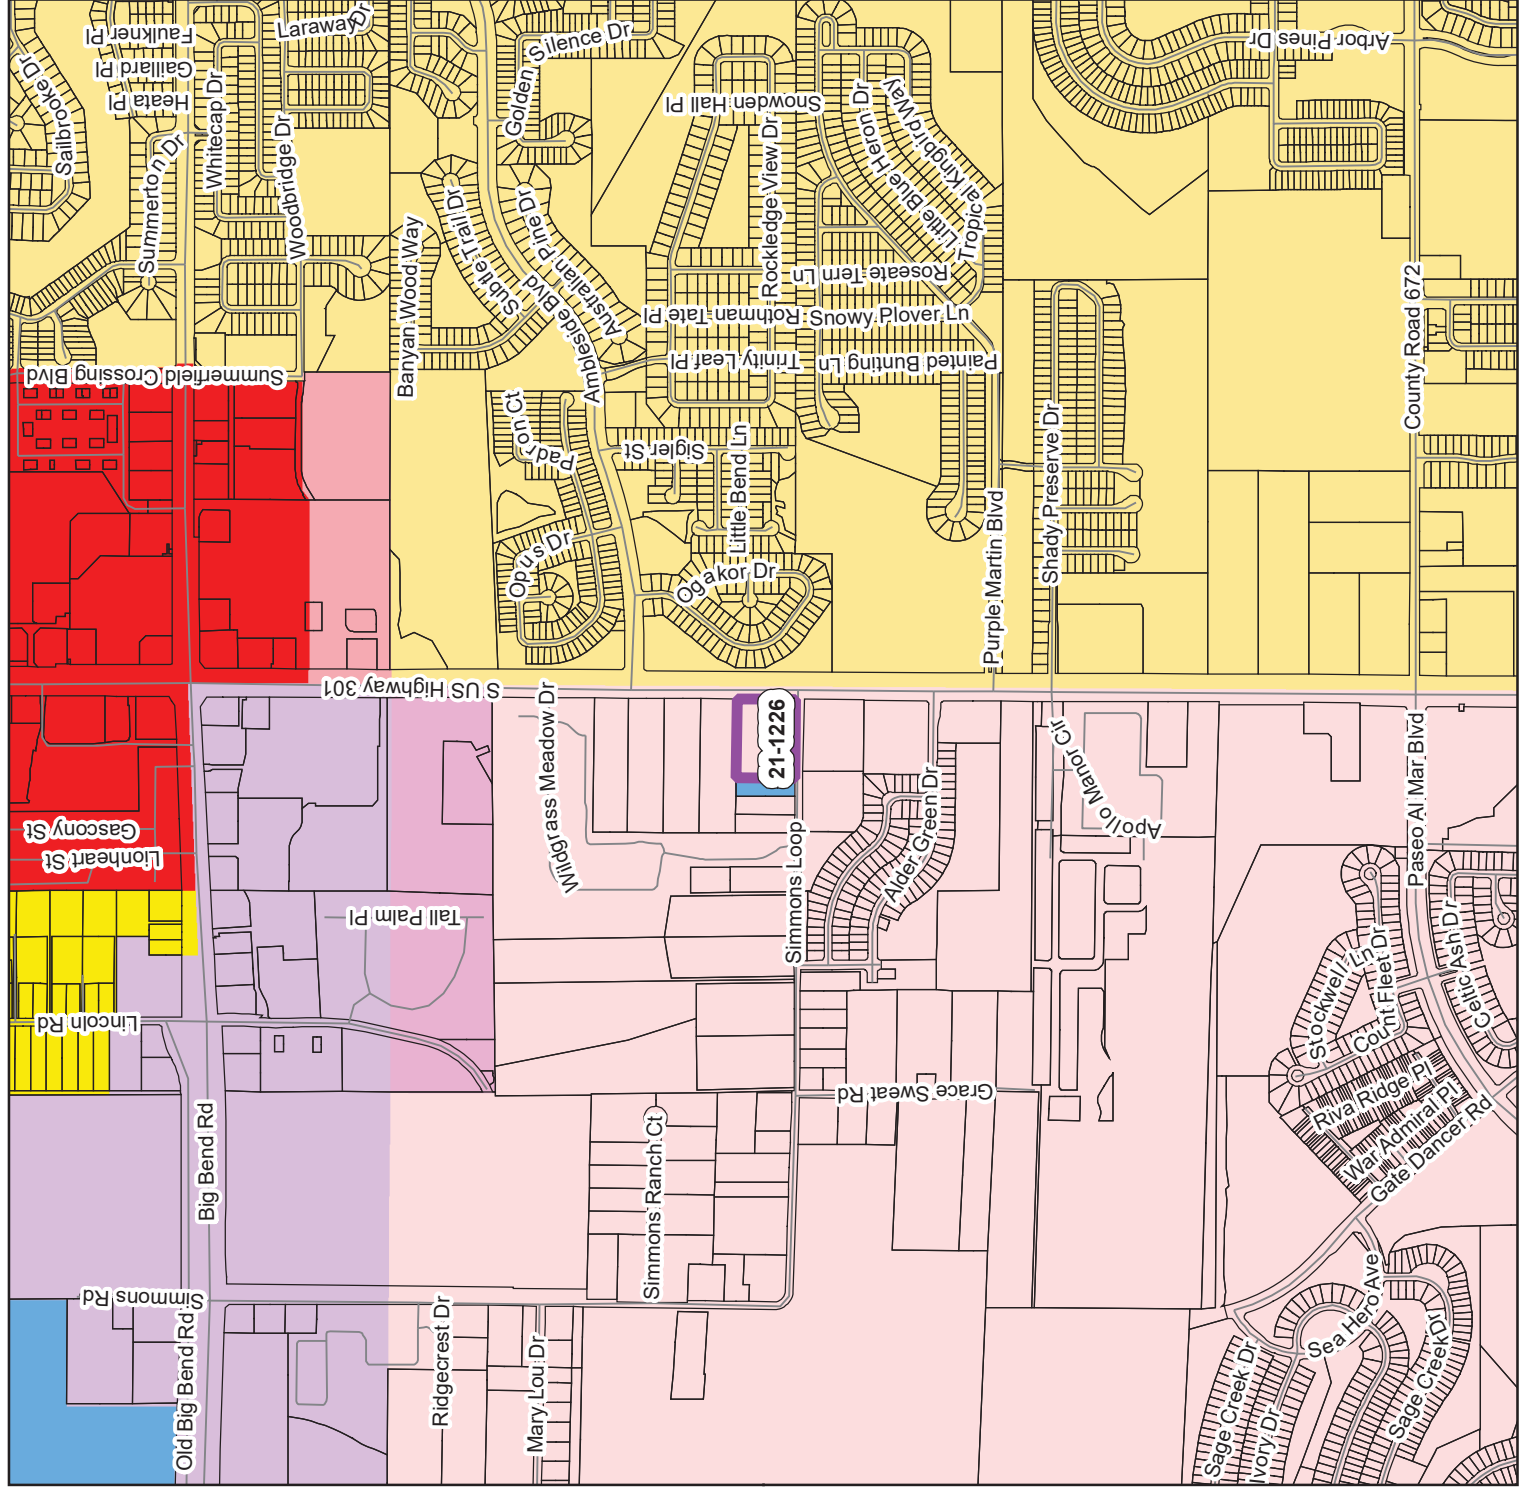 Faulkner Pl
Laraway Dr
Golden Silence Dr
Arbor Pines Dr
Gaillard Pl
Sailbrooke Dr
Heata Pl
Whitecap Dr
Snowden Hall Pl
Little Blue Heron Dr
Tropical Kingbird Way
Summerton Dr
Woodbridge Dr
Rockledge View Dr
Subtle Trail Dr
Australian Pine Dr
Banyan Wood Way
Roseate Tern Ln
Ambleside Blvd
Rothman Tate Pl
Snowy Plover Ln
County Road 672
Trinity Leaf Pl
Painted Bunting Ln
Summerfield Crossing Blvd
Padron Ct
Sigler St
Little Bend Ln
Shady Preserve Dr
Purple Martin Blvd
Opus Dr
Ogakor Dr
S US Highway 301
Wildgrass Meadow Dr
21-1226
Apollo Manor Cir
Paseo Al Mar Blvd
Gascony St
Lionheart St
Simmons Loop
Alder Green Dr
Tall Palm Pl
Stockwell Ln
Count Fleet Dr
Celtic Ash Dr
Lincoln Rd
Big Bend Rd
Simmons Ranch Ct
Grace Sweat Rd
Riva Ridge Pl
War Admiral Pl
Gate Dancer Rd
Simmons Rd
Old Big Bend Rd
Ridgecrest Dr
Mary Lou Dr
Sea Hero Ave
Sage Creek Dr
Ivory Dr
Sage Creek Dr